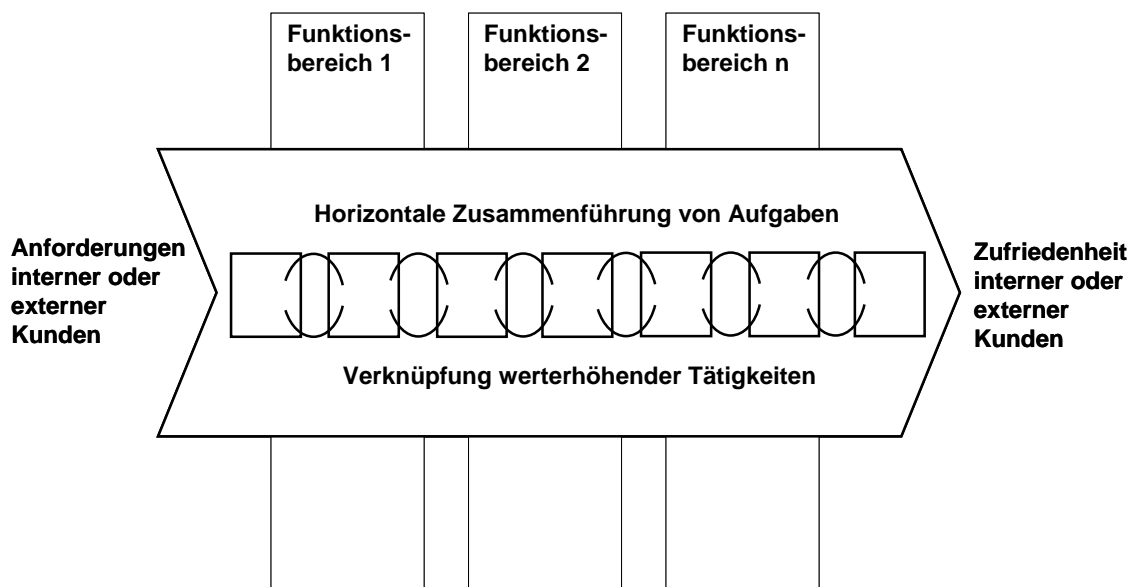 Funktions-
bereich 1
Funktions-
bereich 2
Funktions-
bereich n
Horizontale Zusammenführung von Aufgaben
Anforderungen
interner oder
externer
Kunden
Zufriedenheit
interner oder
externer
Kunden
Verknüpfung werterhöhender Tätigkeiten